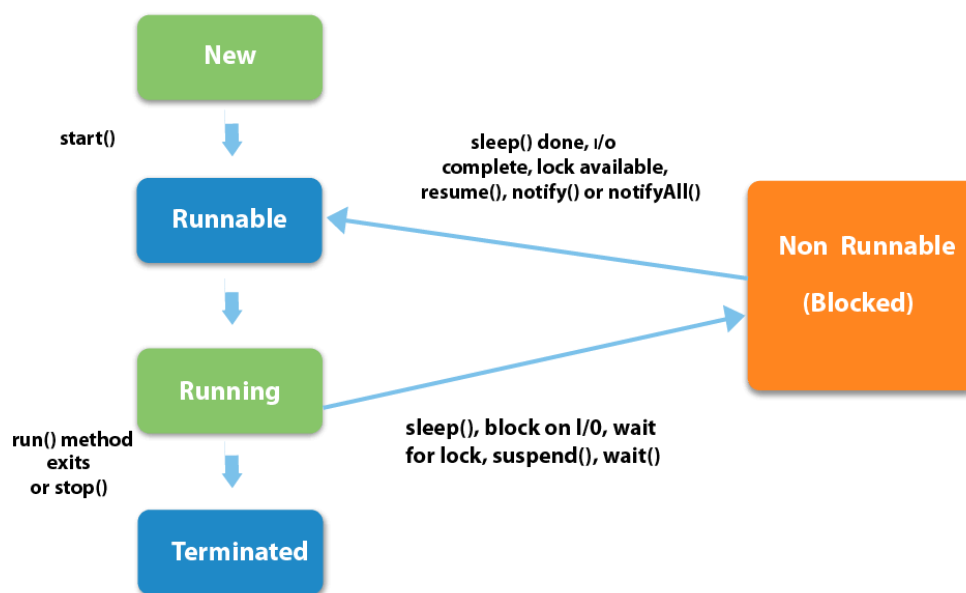 New
start()
sleep() done, I/o
complete, lock available,
resume(), notify() or notifyAll()
Runnable
Non Runnable
(Blocked)
Running
sleep(), block on I/0, wait
for lock, suspend(), wait()
run() method
exits
or stop()
Terminated